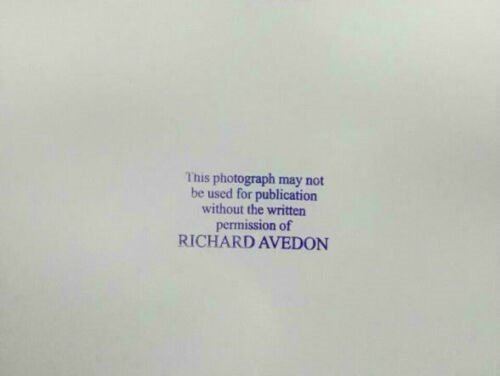 This photograph may not
be used for publication
without the written
permission of
RICHARD AVEDON